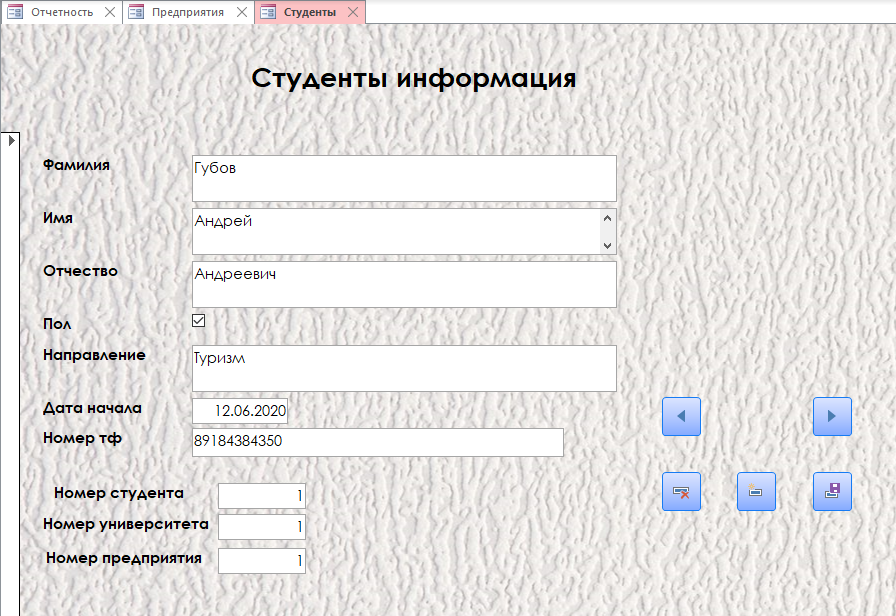 Отчетность Предприятия Студенты
Студенты информация
Фамилия Губов
Имя Андрей
Отчество Андреевич
Пол
Направление Туризм
Дата начала 12.06.2020
Номер тф 89184384350
Номер студента 1
Номер университета 1
Номер предприятия 1